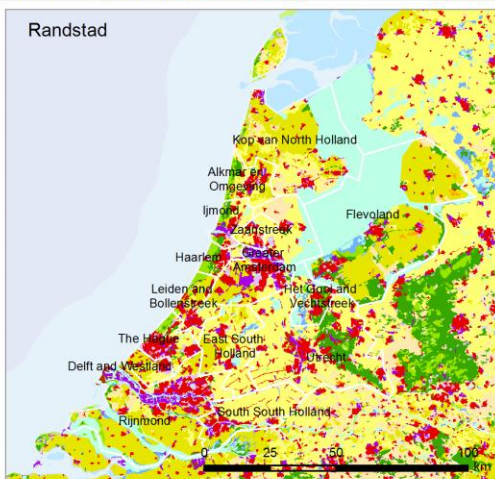 Randstad
Kop van North Holland
Alkmar en
Omgeving
Ijmond
Zaanstreek
Flevoland
Haarlem
Greater
Amsterdam
Leiden and
Bollenstreek
Het Gooi and
Vechtstreek
The Hague
East South
Holland
Utrecht
Delft and Westland
Rijnmond
South South Holland
0 25 50 100
km